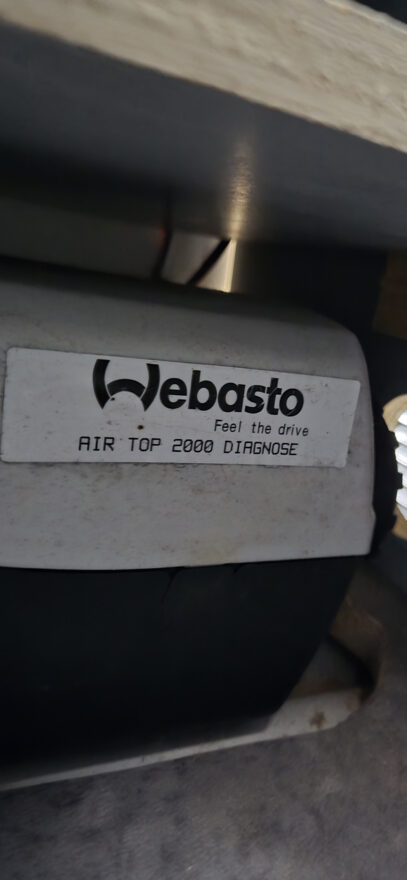 Webasto
Feel the drive
AIR TOP 2000 DIAGNOSE